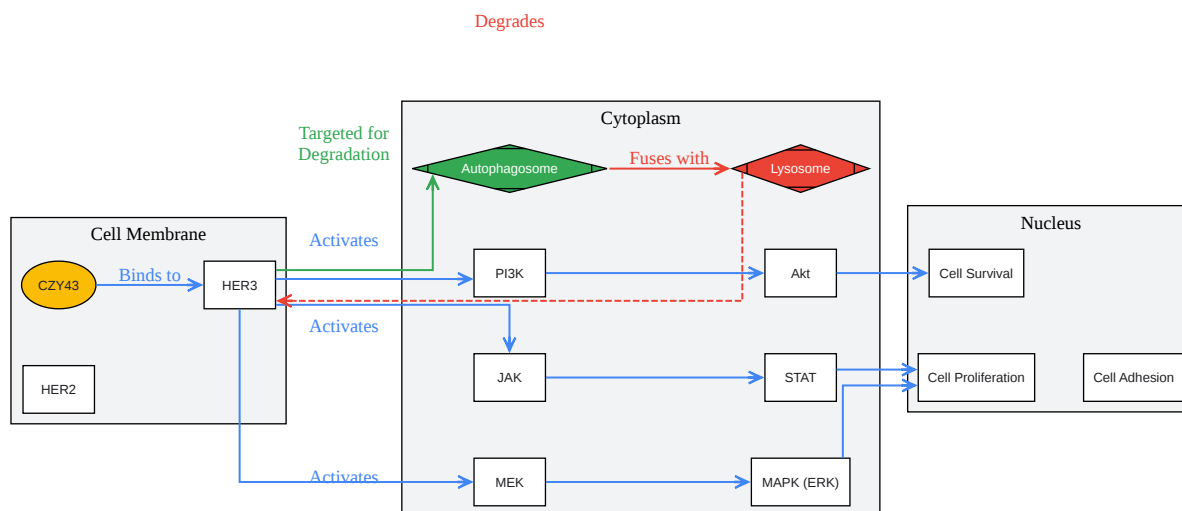 Degrades
Cytoplasm
Targeted for
Degradation
Autophagosome
Fuses with
Lysosome
Cell Membrane
Nucleus
Activates
Binds to
CZY43
HER3
PI3K
Akt
Cell Survival
Activates
HER2
JAK
STAT
Cell Proliferation
Cell Adhesion
Activates
MEK
MAPK (ERK)